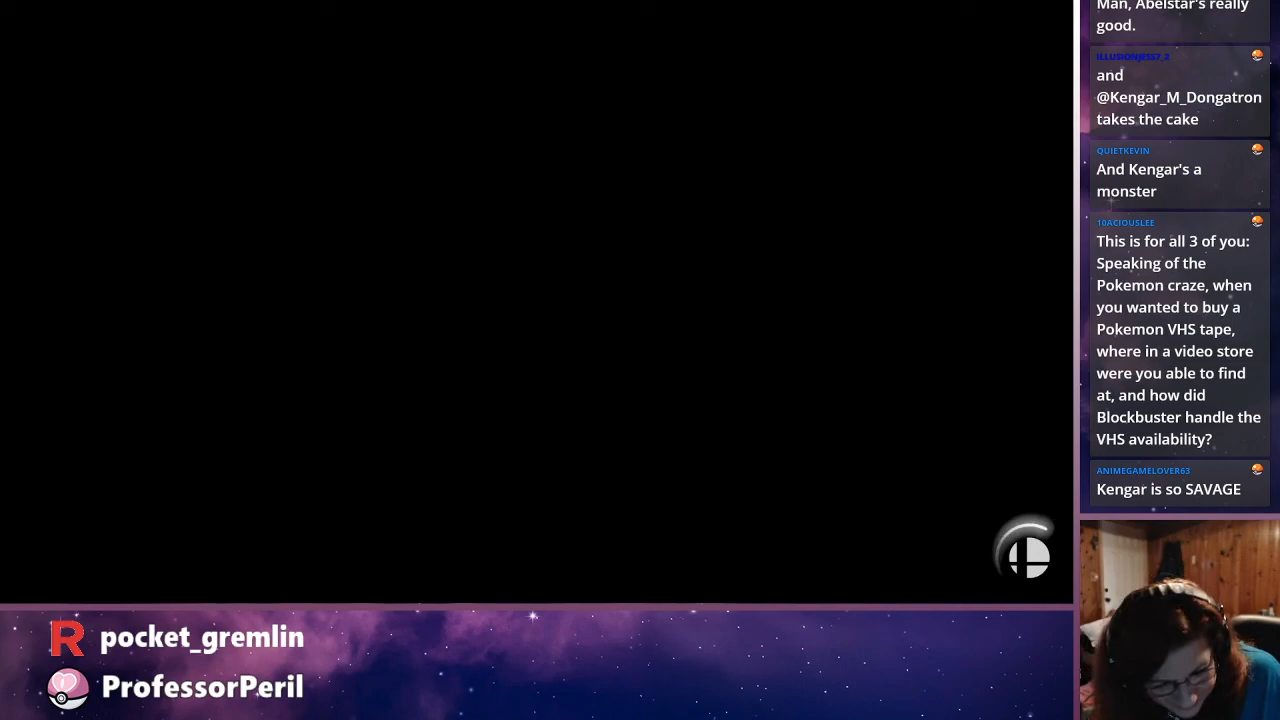 Man, Abelstar's really
good.
ILLUSIONJESS7_2
and
@Kengar_M_Dongatron
takes the cake
QUIETKEVIN
And Kengar's a
monster
10ACIOUSLEE
This is for all 3 of you:
Speaking of the
Pokemon craze, when
you wanted to buy a
Pokemon VHS tape,
where in a video store
were you able to find
at, and how did
Blockbuster handle the
VHS availability?
ANIMEGAMELOVER63
Kengar is so SAVAGE
R pocket_gremlin
ProfessorPeril